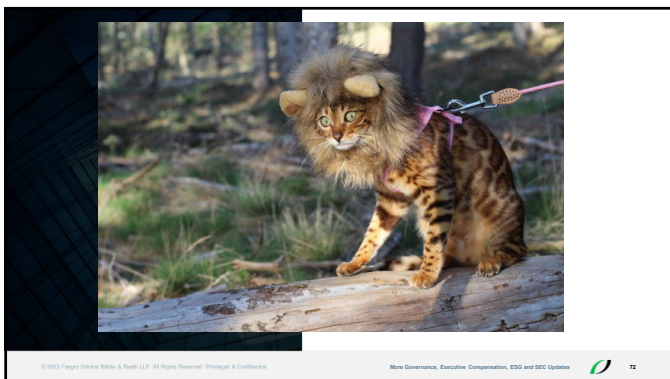 © 2023 Faegre Drinker Biddle & Reath LLP. All Rights Reserved. Privileged & Confidential.
More Governance, Executive Compensation, ESG and SEC Updates
72